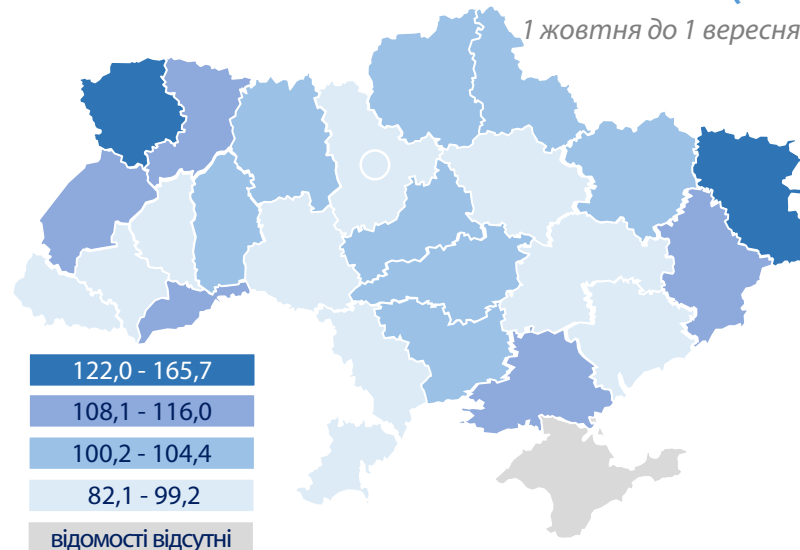 1 жовтня до 1 вересня
122,0 - 165,7
108,1 - 116,0
100,2 - 104,4
82,1 - 99,2
відомості відсутні